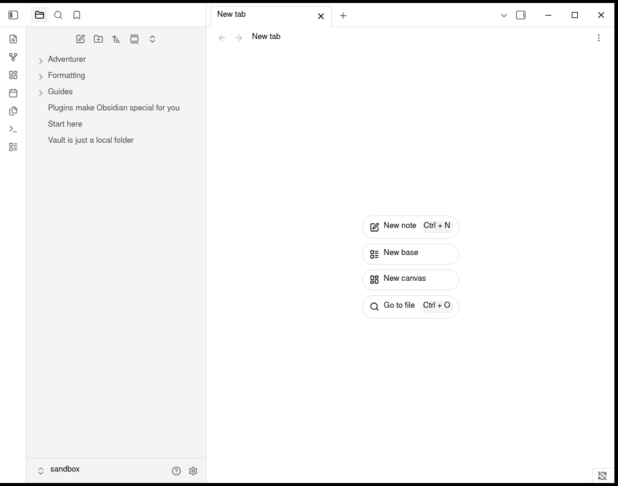 New tab
New tab
Adventurer
Formatting
Guides
Plugins make Obsidian special for you
Start here
Vault is just a local folder
New note Ctrl + N
New base
New canvas
Go to file Ctrl + O
sandbox